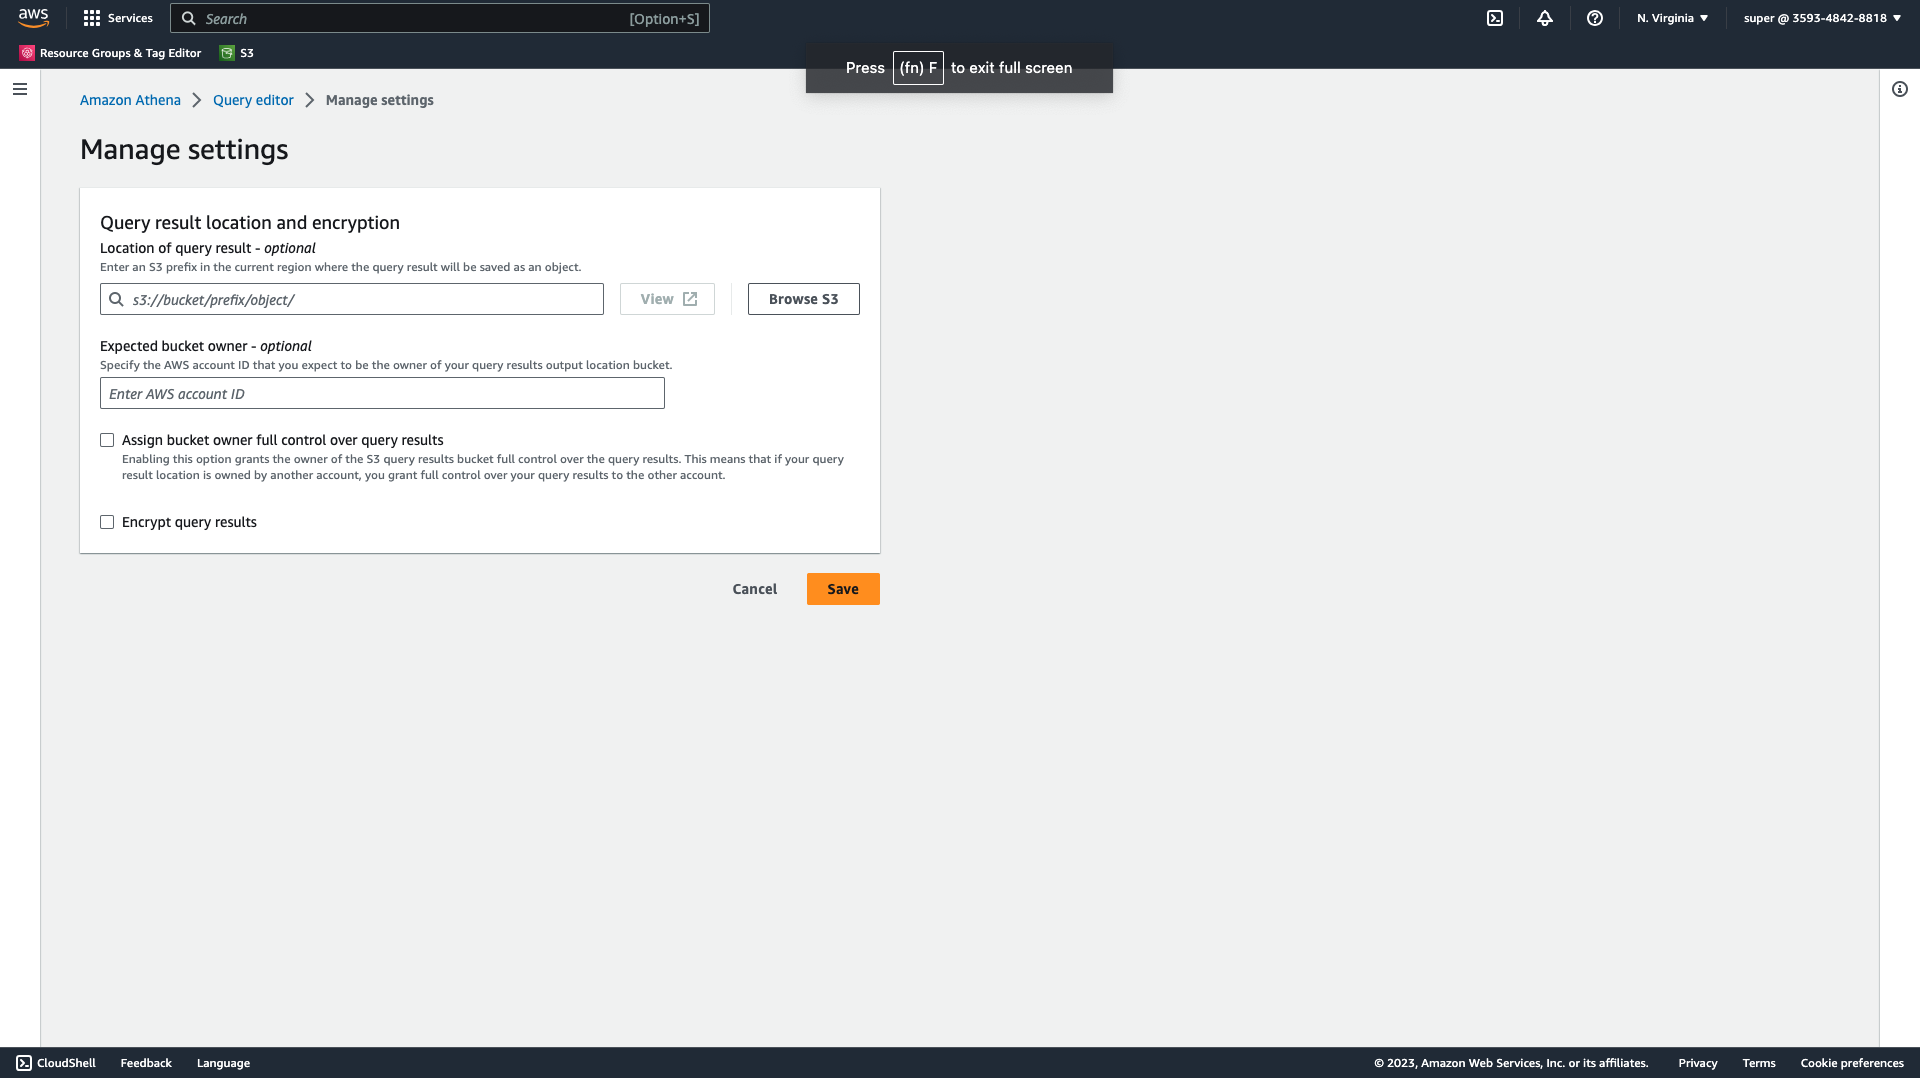 aws
Services
Search [Option+S]
N. Virginia
super @ 3593-4842-8818
Resource Groups & Tag Editor
S3
Press (fn) F to exit full screen
Amazon Athena
Query editor
Manage settings
Manage settings
Query result location and encryption
Location of query result - optional
Enter an S3 prefix in the current region where the query result will be saved as an object.
s3://bucket/prefix/object/
View
Browse S3
Expected bucket owner - optional
Specify the AWS account ID that you expect to be the owner of your query results output location bucket.
Enter AWS account ID
Assign bucket owner full control over query results
Enabling this option grants the owner of the S3 query results bucket full control over the query results. This means that if your query
result location is owned by another account, you grant full control over your query results to the other account.
Encrypt query results
Cancel
Save
CloudShell
Feedback
Language
© 2023, Amazon Web Services, Inc. or its affiliates.
Privacy
Terms
Cookie preferences